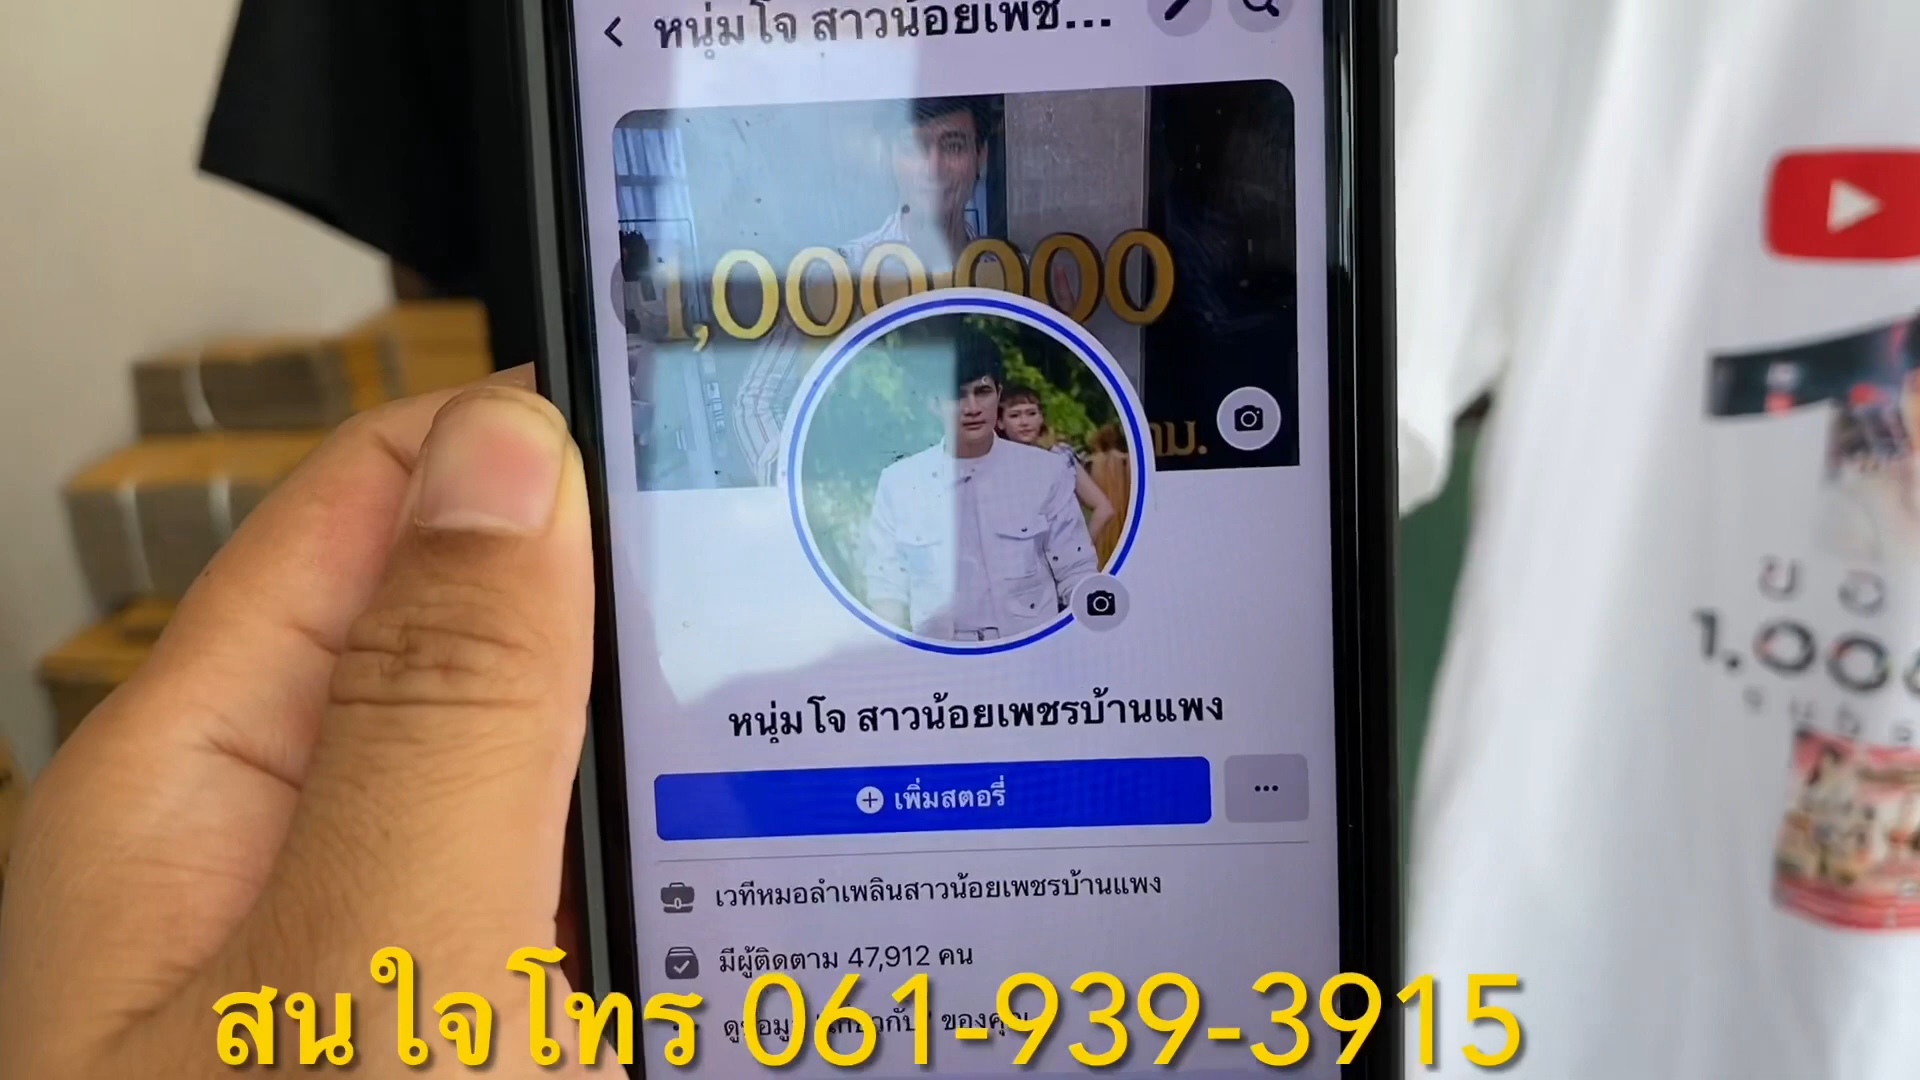 หนุ่มโจ สาวน้อยเพช...
1,000,000
หนุ่มโจ สาวน้อยเพชรบ้านแพง
เพิ่มสตอรี่
เวทีหมอลำเพลินสาวน้อยเพชรบ้านแพง
มีผู้ติดตาม 47,912 คน
ของคุณ
สนใจโทร 061-939-3915